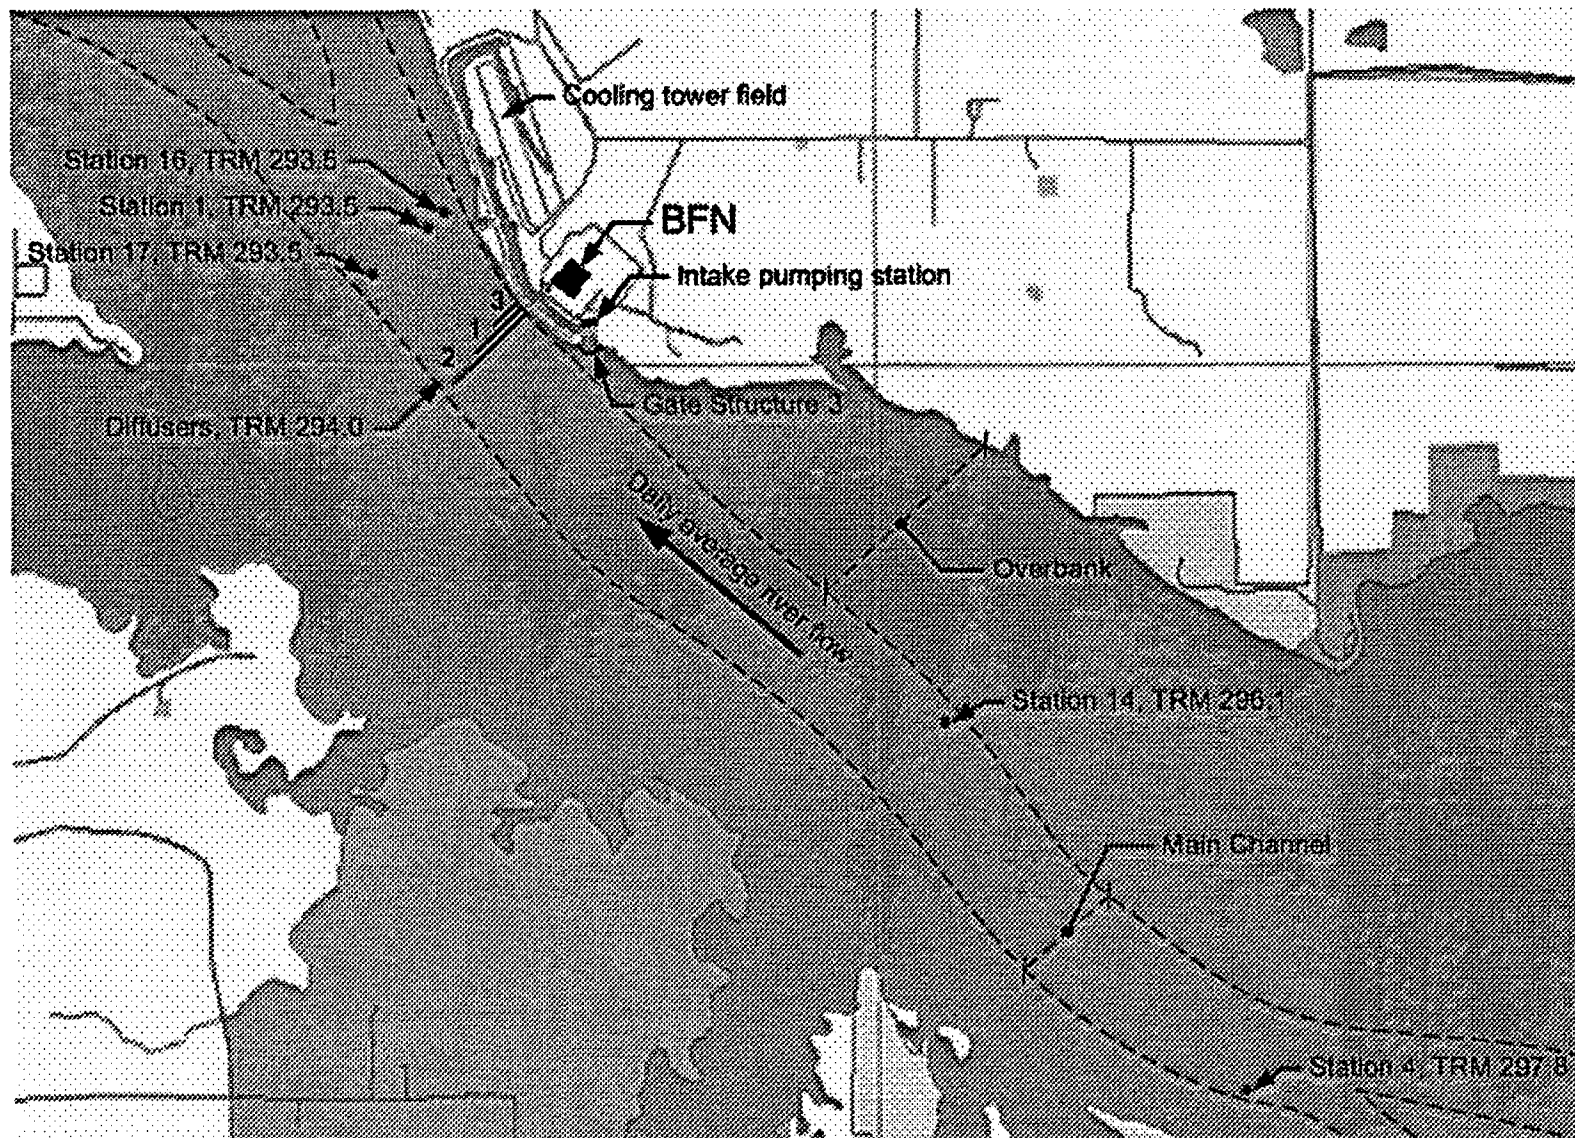 Cooling tower field
Station 16, TRM 293.5
Station 1, TRM 293.5
BFN
Station 17, TRM 293.5
Intake pumping station
3
1
2
Gate Structure 3
Diffusers, TRM 294.0
Daily average river flow
Overbank
Station 14, TRM 296.1
Main Channel
Station 4, TRM 297.8